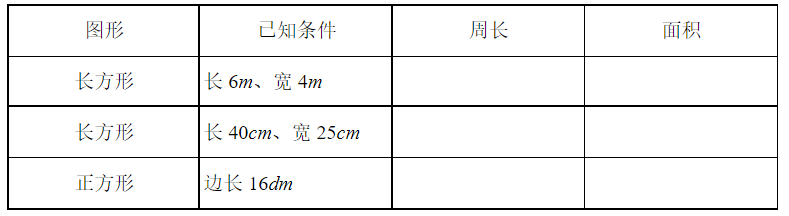 图形 已知条件 周长 面积
长方形 长 6m、宽 4m
长方形 长 40cm、宽 25cm
正方形 边长 16dm